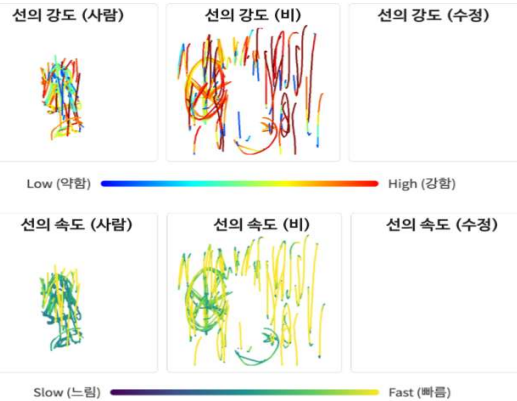 선의 강도 (사람) 선의 강도 (비) 선의 강도 (수정)
Low (약함) High (강함)
선의 속도 (사람) 선의 속도 (비) 선의 속도 (수정)
Slow (느림) Fast (빠름)